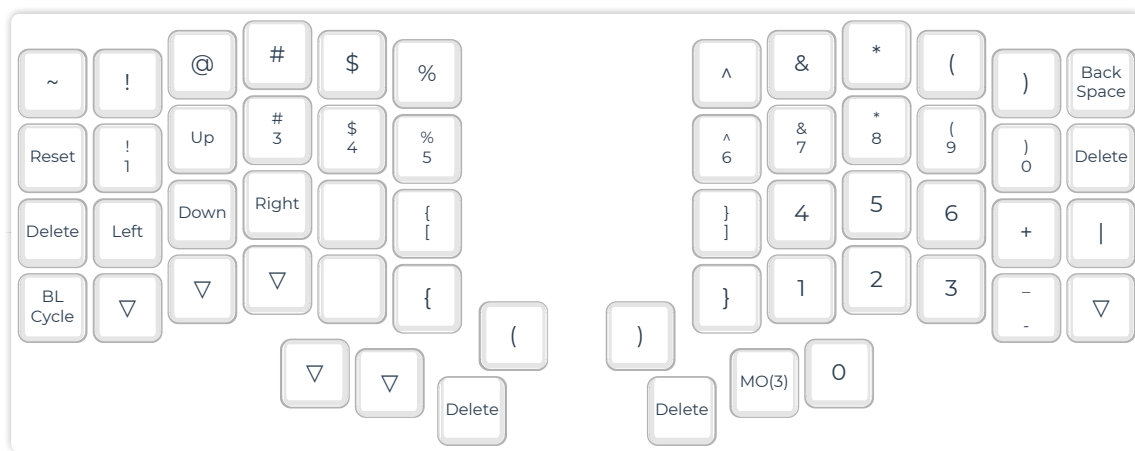 ~ ! @ # $ % ^ & * ( ) Back
Space
Reset ! Up # $ % ^ & * ( ) Delete
1 3 4 5 6 7 8 9 0
Delete Left Down Right { } 4 5 6 + |
[ ]
BL ▽ ▽ ▽ { } 1 2 3 _ ▽
Cycle -
( )
▽ ▽ MO(3) 0
Delete Delete